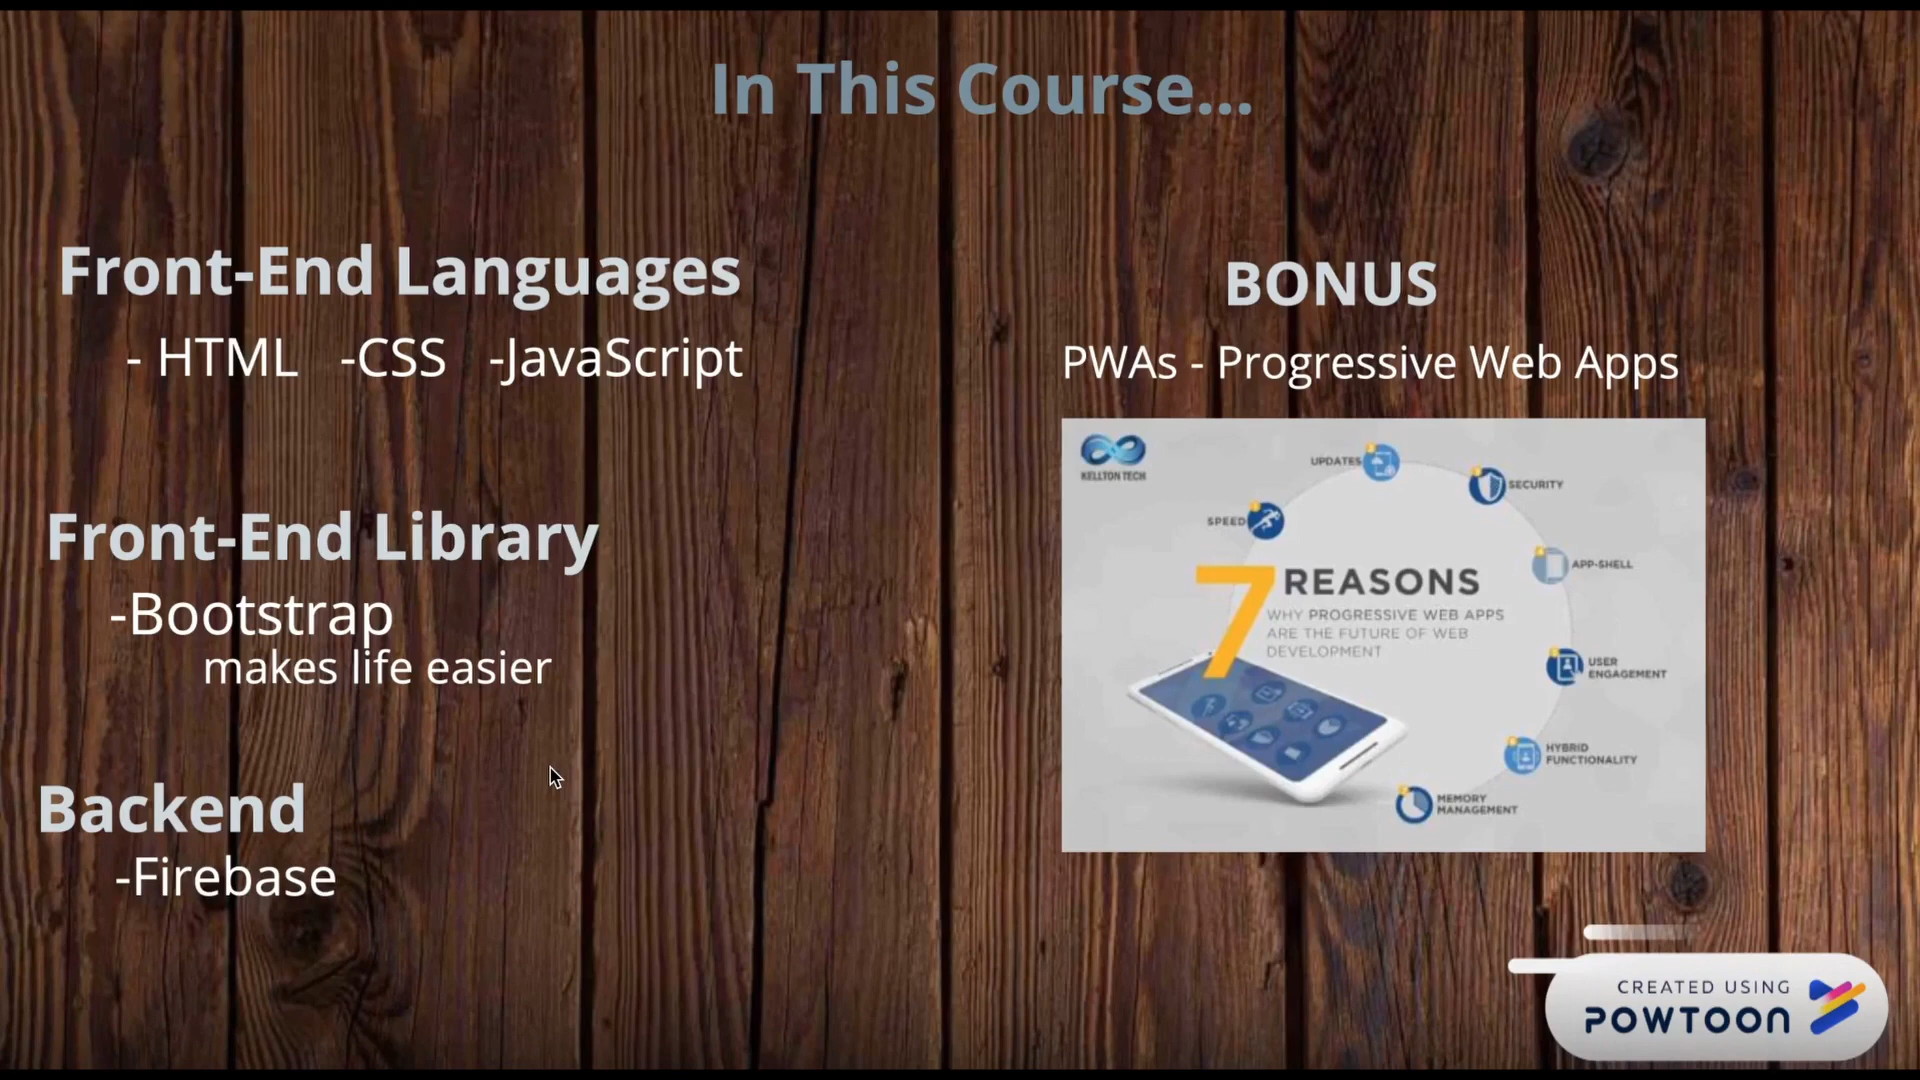 In This Course...
Front-End Languages
- HTML -CSS -JavaScript
Front-End Library
-Bootstrap
makes life easier
Backend
-Firebase
BONUS
PWAs - Progressive Web Apps
KELLTON TECH
UPDATES
SECURITY
SPEED
APP-SHELL
7 REASONS
WHY PROGRESSIVE WEB APPS
ARE THE FUTURE OF WEB
DEVELOPMENT
USER
ENGAGEMENT
HYBRID
FUNCTIONALITY
MEMORY
MANAGEMENT
CREATED USING
POWTOON